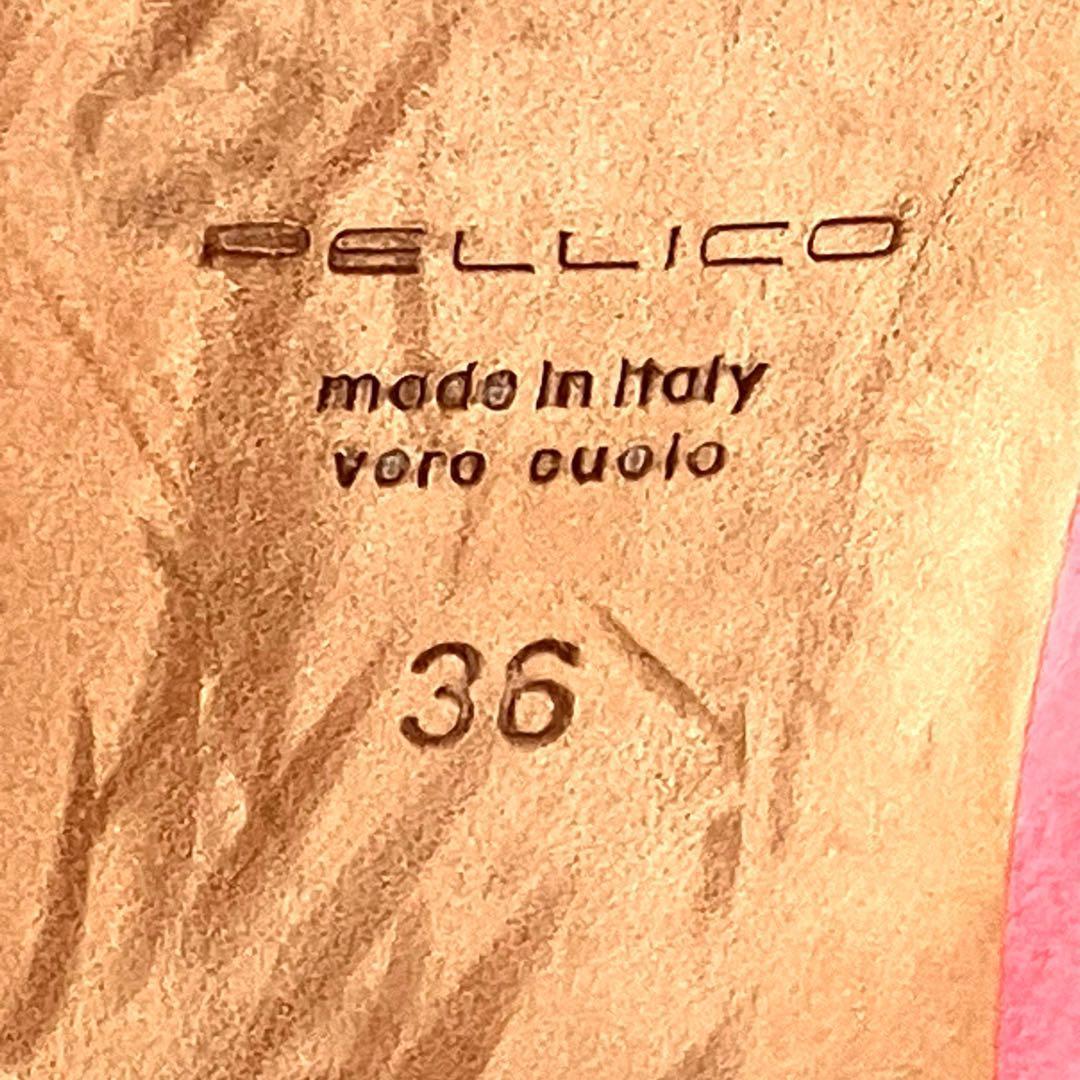 PELLICO
made in Italy
vero cuoio
36